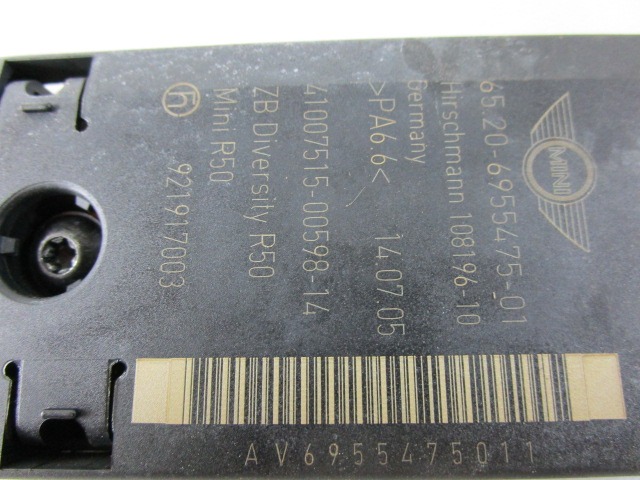 MINI
65.20-6955475-01
Hirschmann 108196-10
Germany
>PA6.6< 14.07.05
41007515 00598-14
ZB Diversity R50
Mini R50
h 921917003
AV6955475011